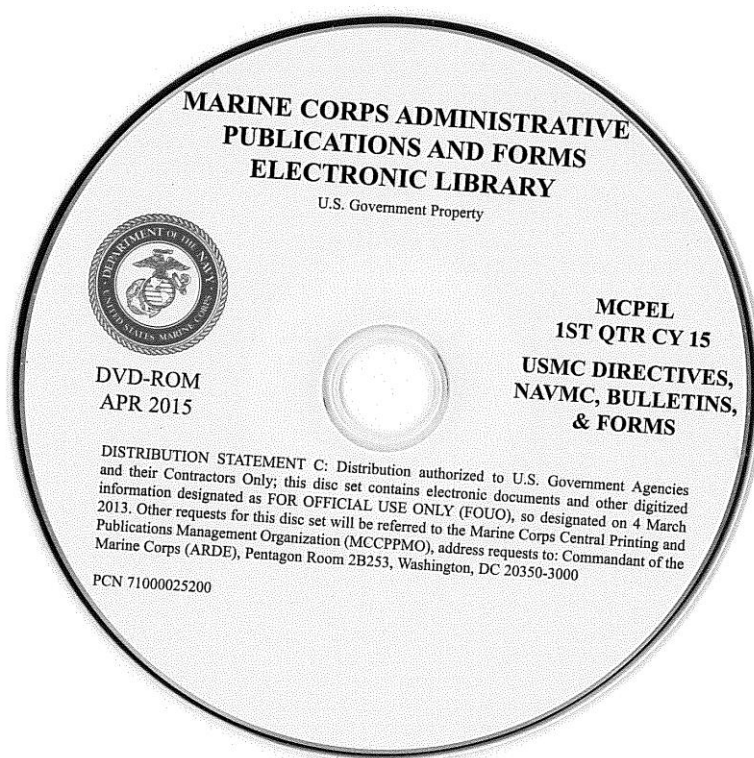 MARINE CORPS ADMINISTRATIVE
PUBLICATIONS AND FORMS
ELECTRONIC LIBRARY
U.S. Government Property
DEPARTMENT OF THE NAVY
UNITED STATES MARINE CORPS
DVD-ROM
APR 2015
MCPEL
1ST QTR CY 15
USMC DIRECTIVES,
NAVMC, BULLETINS,
& FORMS
DISTRIBUTION STATEMENT C: Distribution authorized to U.S. Government Agencies
and their Contractors Only; this disc set contains electronic documents and other digitized
information designated as FOR OFFICIAL USE ONLY (FOUO), so designated on 4 March
2013. Other requests for this disc set will be referred to the Marine Corps Central Printing and
Publications Management Organization (MCCPPMO), address requests to: Commandant of the
Marine Corps (ARDE), Pentagon Room 2B253, Washington, DC 20350-3000
PCN 71000025200